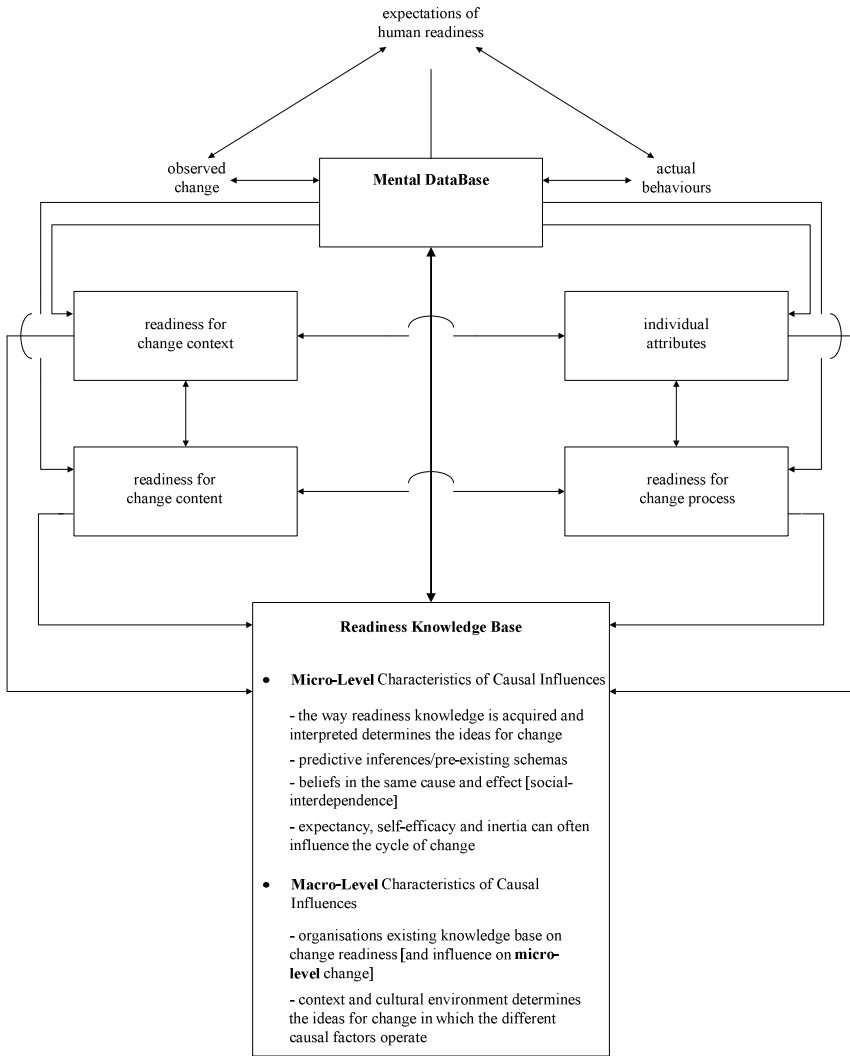 expectations of
human readiness
observed
change
Mental DataBase
actual
behaviours
readiness for
change context
individual
attributes
readiness for
change content
readiness for
change process
Readiness Knowledge Base
● Micro-Level Characteristics of Causal Influences
- the way readiness knowledge is acquired and
interpreted determines the ideas for change
- predictive inferences/pre-existing schemas
- beliefs in the same cause and effect [social-
interdependence]
- expectancy, self-efficacy and inertia can often
influence the cycle of change
● Macro-Level Characteristics of Causal
Influences
- organisations existing knowledge base on
change readiness [and influence on micro-
level change]
- context and cultural environment determines
the ideas for change in which the different
causal factors operate